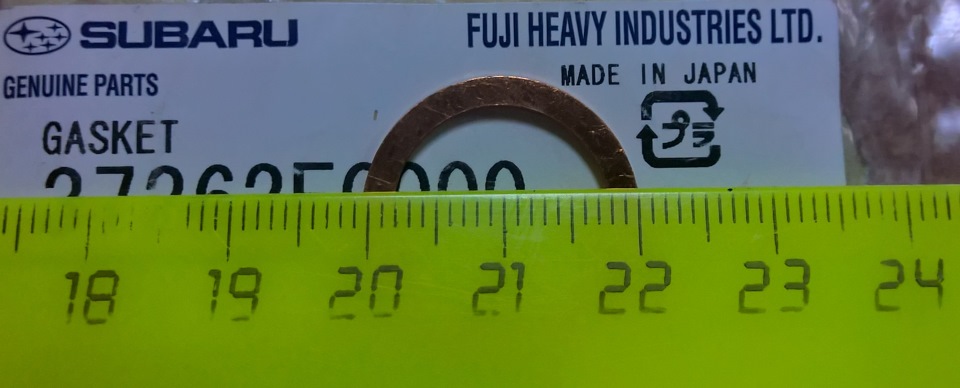 SUBARU
FUJI HEAVY INDUSTRIES LTD.
GENUINE PARTS
MADE IN JAPAN
プラ
GASKET
18 19 20 21 22 23 24